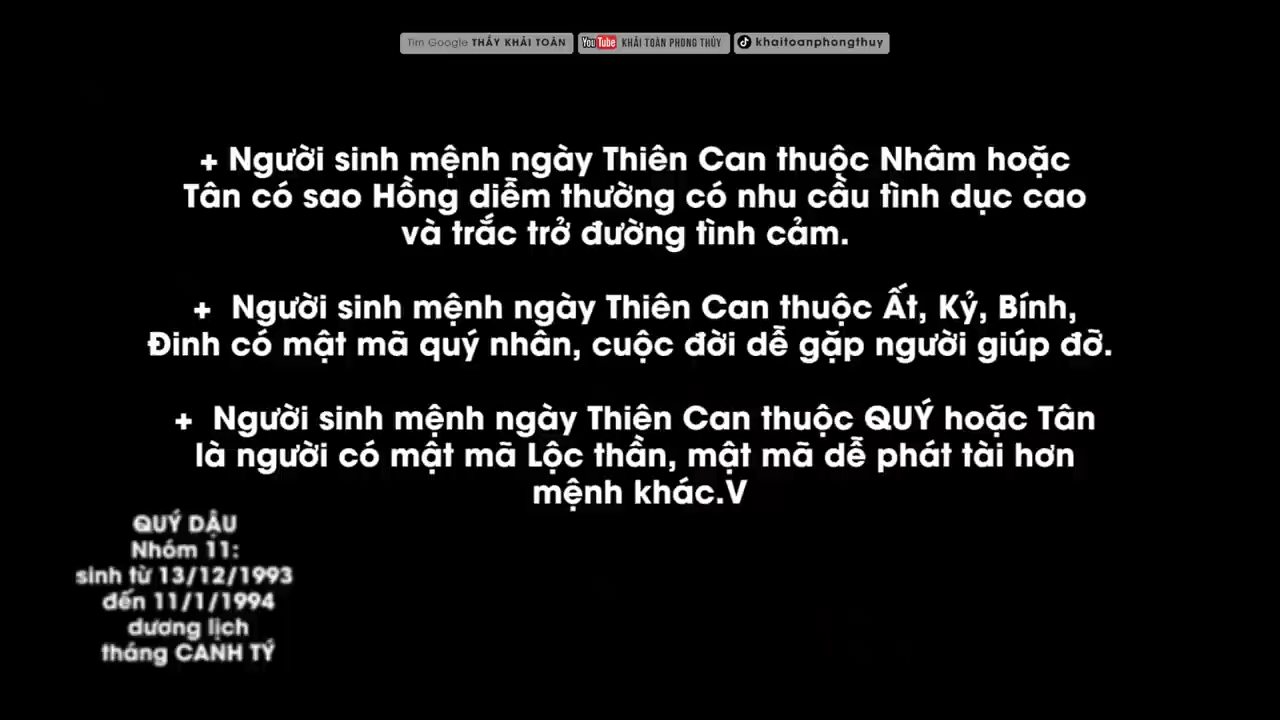 Tìm Google THẦY KHẢI TOÀN YouTube KHẢI TOÀN PHONG THỦY khaitoanphongthuy
+ Người sinh mệnh ngày Thiên Can thuộc Nhâm hoặc
Tân có sao Hồng diễm thường có nhu cầu tình dục cao
và trắc trở đường tình cảm.
+ Người sinh mệnh ngày Thiên Can thuộc Ất, Kỷ, Bính,
Đinh có mật mã quý nhân, cuộc đời dễ gặp người giúp đỡ.
+ Người sinh mệnh ngày Thiên Can thuộc QUÝ hoặc Tân
là người có mật mã Lộc thần, mật mã dễ phát tài hơn
mệnh khác.V
QUÝ DẬU
Nhóm 11:
sinh từ 13/12/1993
đến 11/1/1994
dương lịch
tháng CANH TÝ